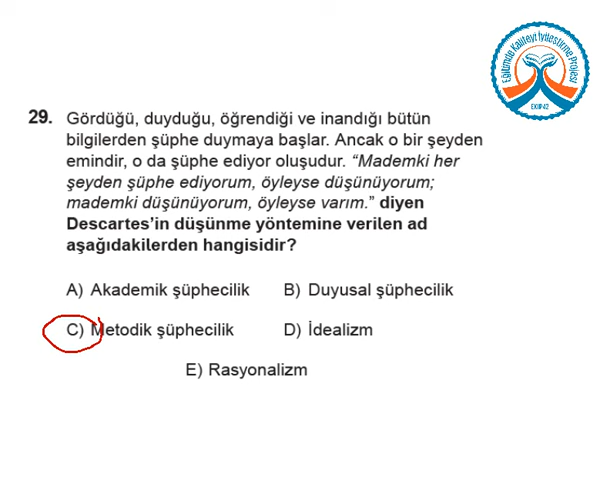 Eğitimde Kaliteyi İyileştirme Projesi
EKİP42
29. Gördüğü, duyduğu, öğrendiği ve inandığı bütün
bilgilerden şüphe duymaya başlar. Ancak o bir şeyden
emindir, o da şüphe ediyor oluşudur. “Mademki her
şeyden şüphe ediyorum, öyleyse düşünüyorum;
mademki düşünüyorum, öyleyse varım.” diyen
Descartes’in düşünme yöntemine verilen ad
aşağıdakilerden hangisidir?
A) Akademik şüphecilik B) Duyusal şüphecilik
C) Metodik şüphecilik D) İdealizm
E) Rasyonalizm